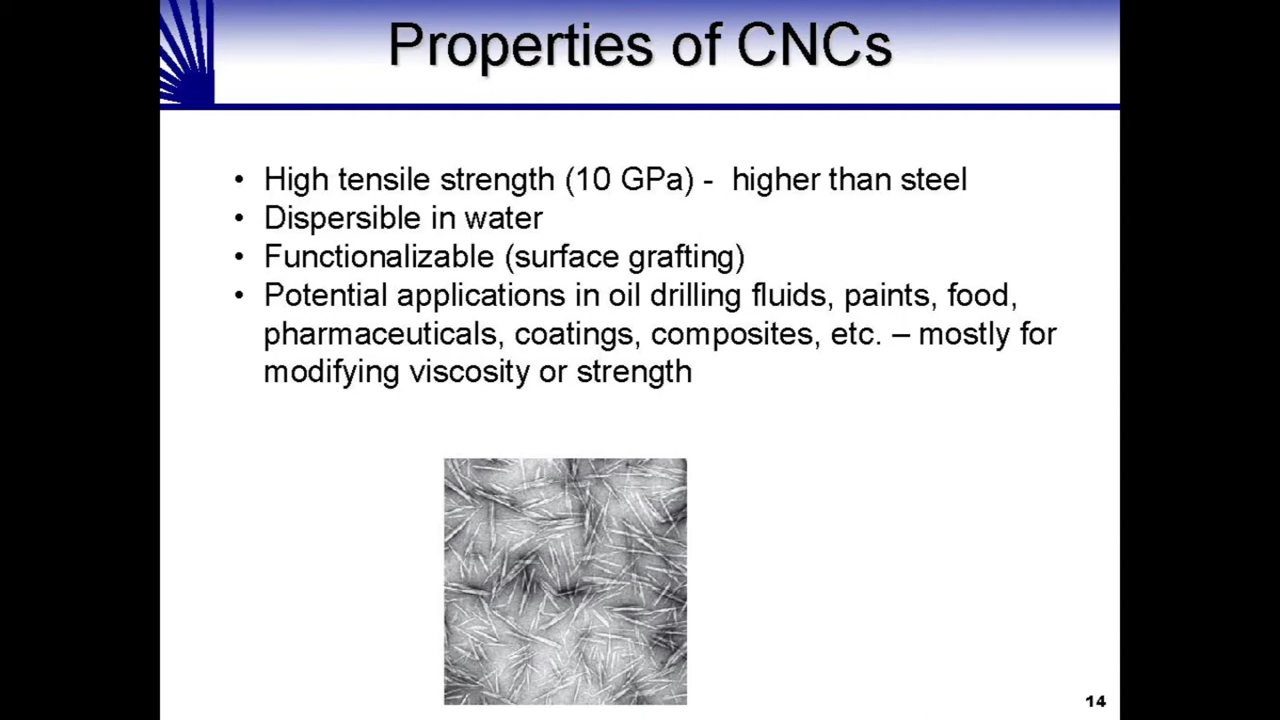 Properties of CNCs
• High tensile strength (10 GPa) -  higher than steel
• Dispersible in water
• Functionalizable (surface grafting)
• Potential applications in oil drilling fluids, paints, food,
pharmaceuticals, coatings, composites, etc. – mostly for
modifying viscosity or strength
14